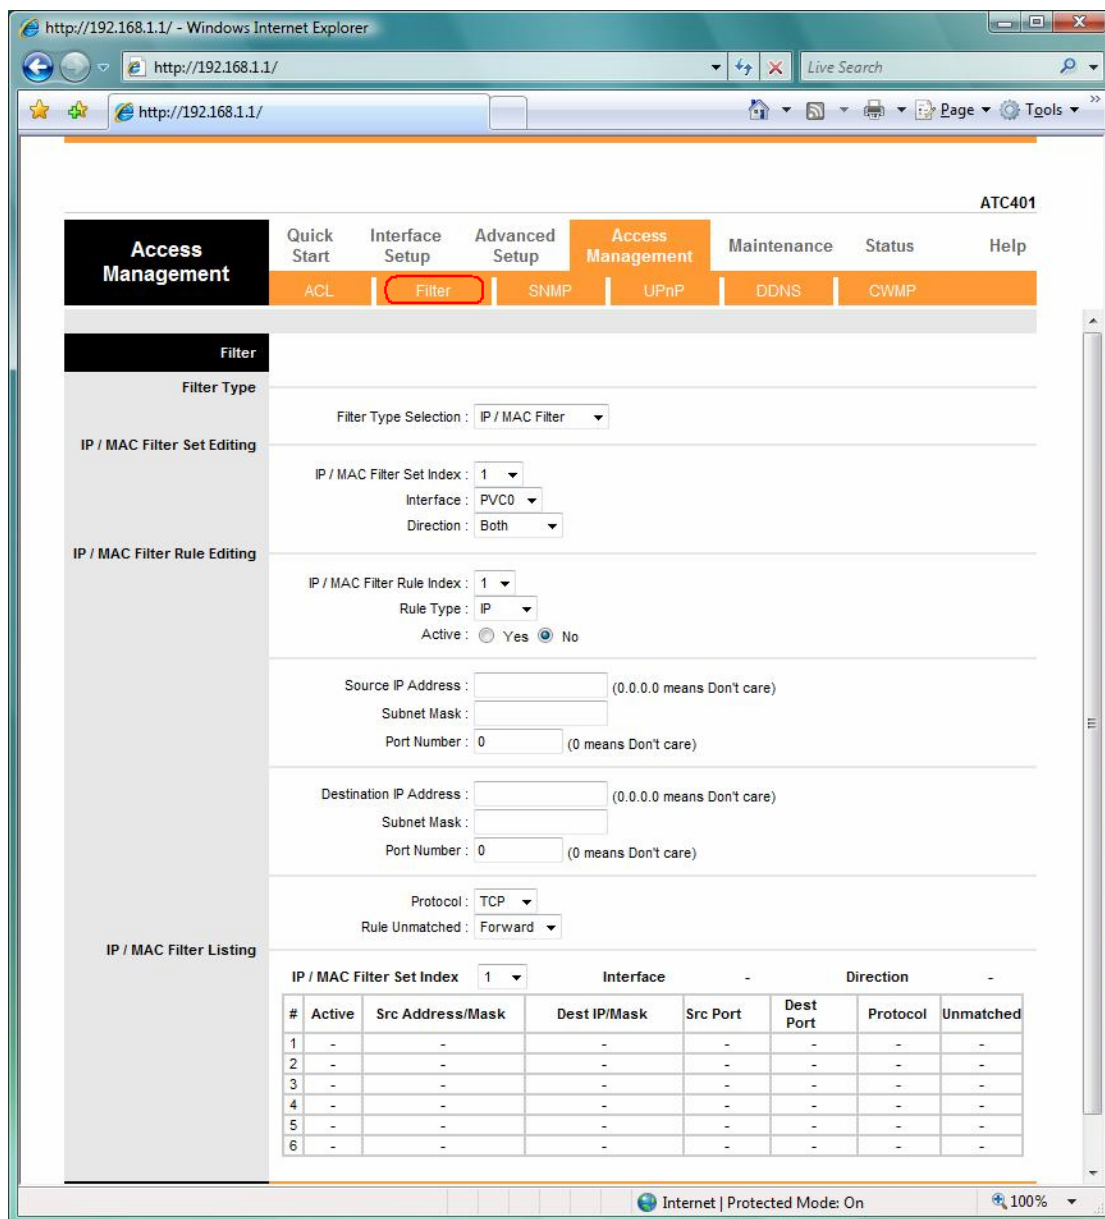 http://192.168.1.1/ - Windows Internet Explorer
http://192.168.1.1/
Live Search
http://192.168.1.1/
Page
Tools
ATC401
Access Management
Quick Start
Interface Setup
Advanced Setup
Access Management
Maintenance
Status
Help
ACL
Filter
SNMP
UPnP
DDNS
CWMP
Filter
Filter Type
Filter Type Selection : IP / MAC Filter
IP / MAC Filter Set Editing
IP / MAC Filter Set Index : 1
Interface : PVC0
Direction : Both
IP / MAC Filter Rule Editing
IP / MAC Filter Rule Index : 1
Rule Type : IP
Active : Yes No
Source IP Address : (0.0.0.0 means Don't care)
Subnet Mask :
Port Number : 0 (0 means Don't care)
Destination IP Address : (0.0.0.0 means Don't care)
Subnet Mask :
Port Number : 0 (0 means Don't care)
Protocol : TCP
Rule Unmatched : Forward
IP / MAC Filter Listing
IP / MAC Filter Set Index 1 Interface - Direction -
# Active Src Address/Mask Dest IP/Mask Src Port Dest Port Protocol Unmatched
1 - - - - - - -
2 - - - - - - -
3 - - - - - - -
4 - - - - - - -
5 - - - - - - -
6 - - - - - - -
Internet | Protected Mode: On
100%